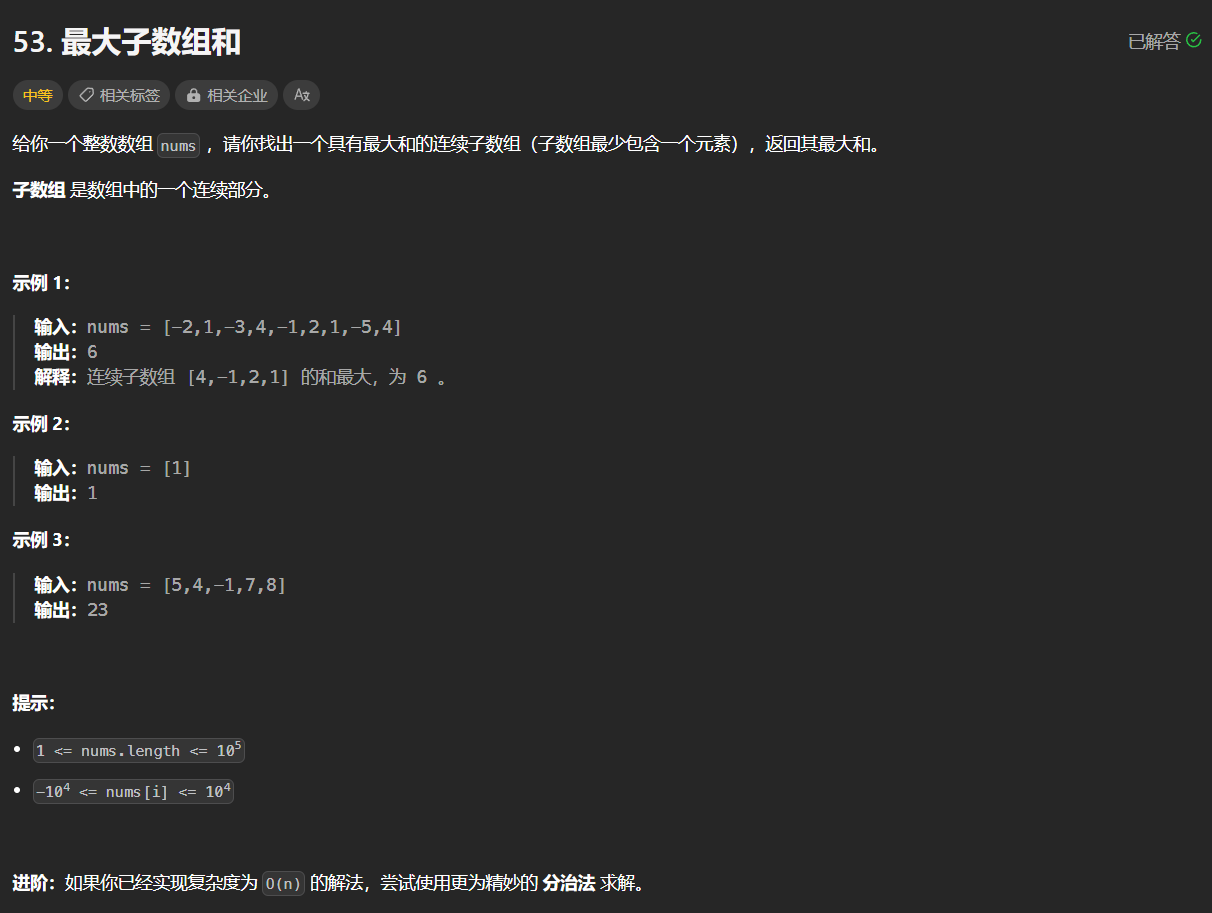 53. 最大子数组和
已解答
中等 相关标签 相关企业
给你一个整数数组 nums ，请你找出一个具有最大和的连续子数组（子数组最少包含一个元素），返回其最大和。
子数组 是数组中的一个连续部分。
示例 1：
输入：nums = [-2,1,-3,4,-1,2,1,-5,4]
输出：6
解释：连续子数组 [4,-1,2,1] 的和最大，为 6 。
示例 2：
输入：nums = [1]
输出：1
示例 3：
输入：nums = [5,4,-1,7,8]
输出：23
提示：
• 1 <= nums.length <= 10⁵
• -10⁴ <= nums[i] <= 10⁴
进阶：如果你已经实现复杂度为 O(n) 的解法，尝试使用更为精妙的 分治法 求解。